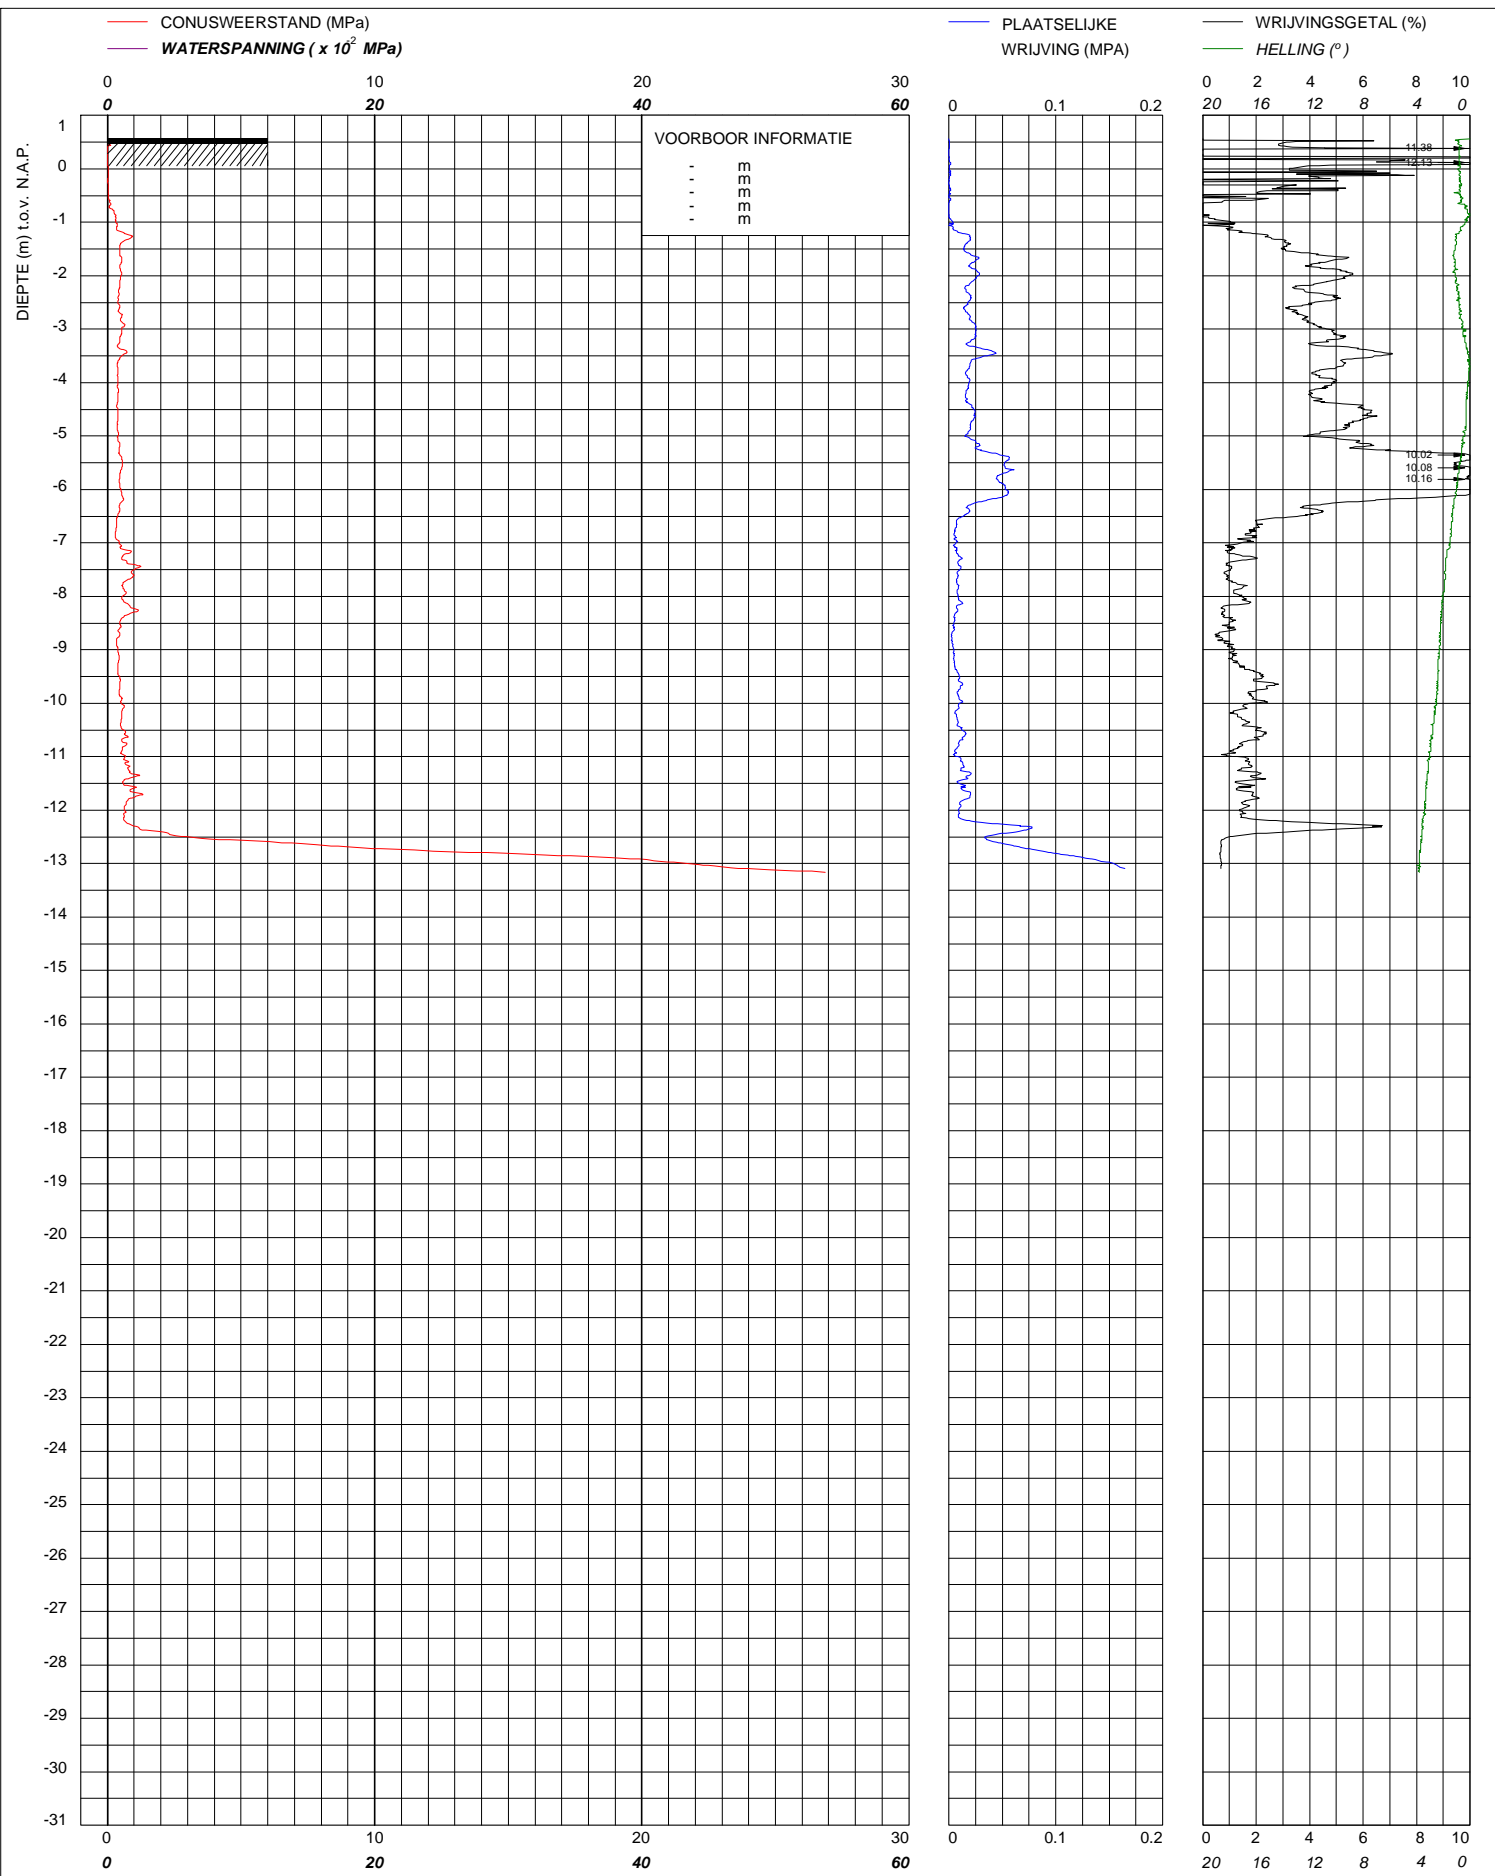 CONUSWEERSTAND (MPa)
WATERSPANNING ( x 10-2 MPa)
PLAATSELIJKE
WRIJVING (MPA)
WRIJVINGSGETAL (%)
HELLING (º)
0 10 20 30
0 20 40 60
0 0.1 0.2
0 2 4 6 8 10
20 16 12 8 4 0
DIEPTE (m) t.o.v. N.A.P.
VOORBOOR INFORMATIE
- m
- m
- m
- m
- m
11.38
12.13
10.02
10.08
10.16
1
0
-1
-2
-3
-4
-5
-6
-7
-8
-9
-10
-11
-12
-13
-14
-15
-16
-17
-18
-19
-20
-21
-22
-23
-24
-25
-26
-27
-28
-29
-30
-31
0 10 20 30
0 20 40 60
0 0.1 0.2
0 2 4 6 8 10
20 16 12 8 4 0